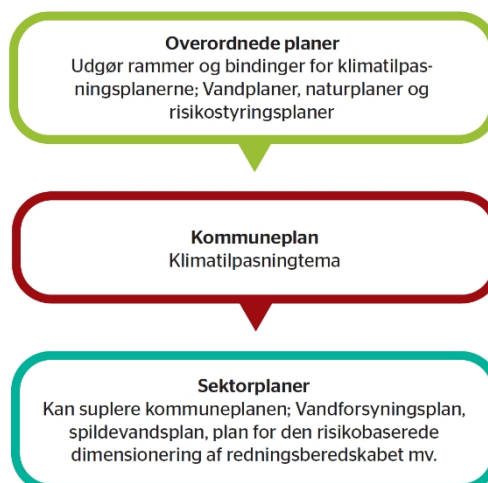 Overordnede planer
Udgør rammer og bindinger for klimatilpas-
ningsplanerne; Vandplaner, naturplaner og
risikostyringsplaner
Kommuneplan
Klimatilpasningtema
Sektorplaner
Kan suplere kommuneplanen; Vandforsyningsplan,
spildevandsplan, plan for den risikobaserede
dimensionering af redningsberedskabet mv.